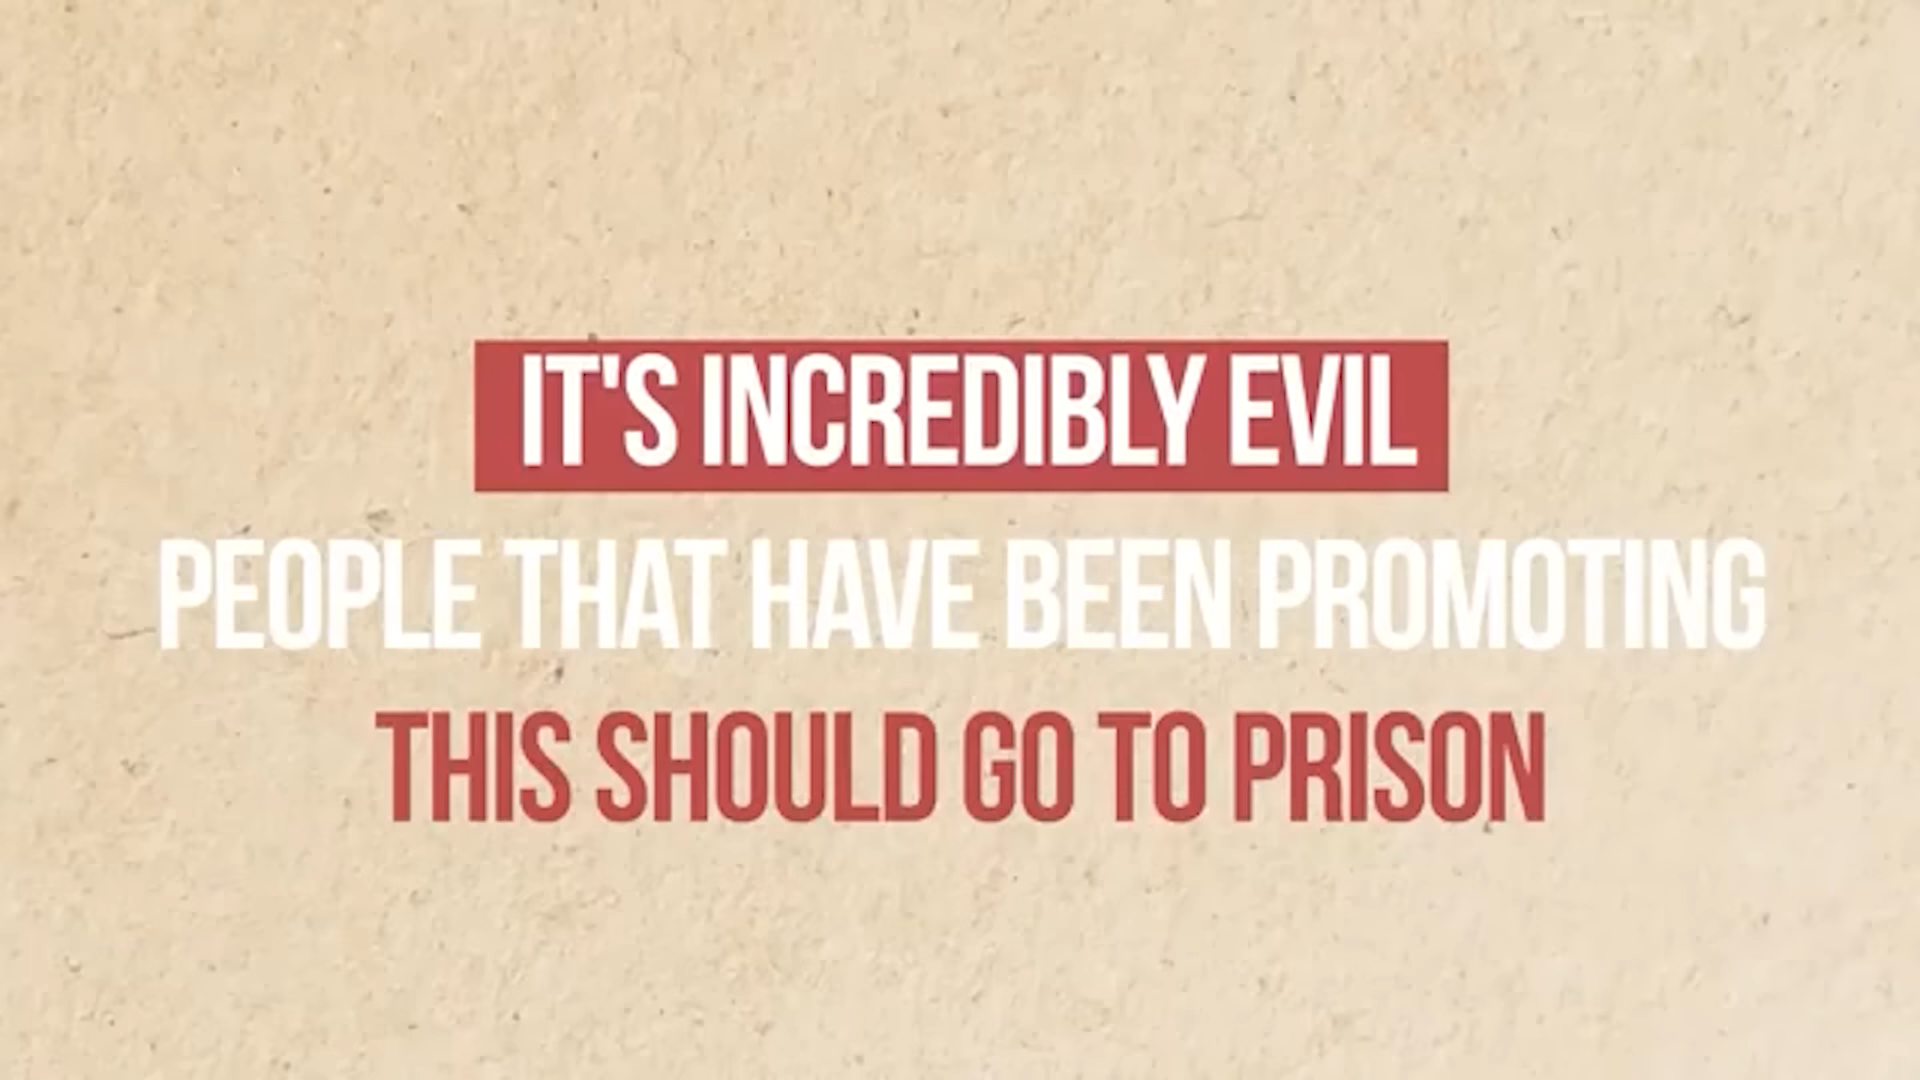 IT'S INCREDIBLY EVIL
PEOPLE THAT HAVE BEEN PROMOTING
THIS SHOULD GO TO PRISON